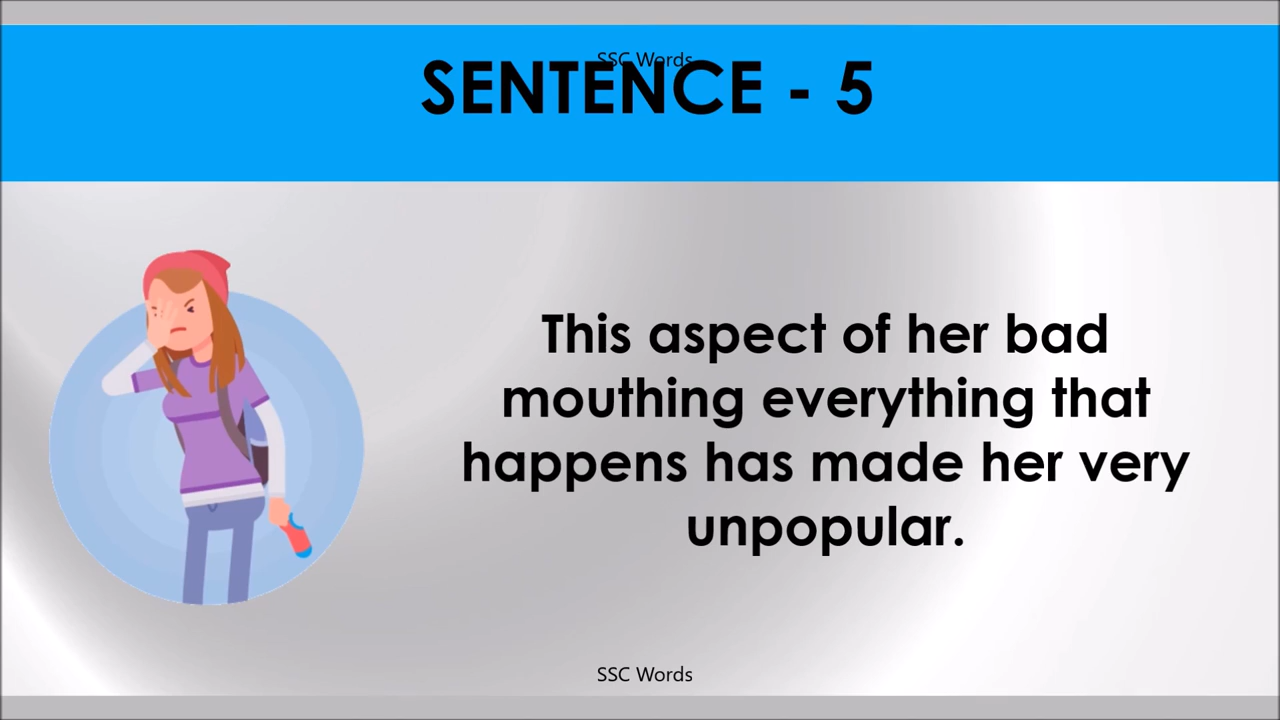 SSC Words
SENTENCE - 5
This aspect of her bad
mouthing everything that
happens has made her very
unpopular.
SSC Words